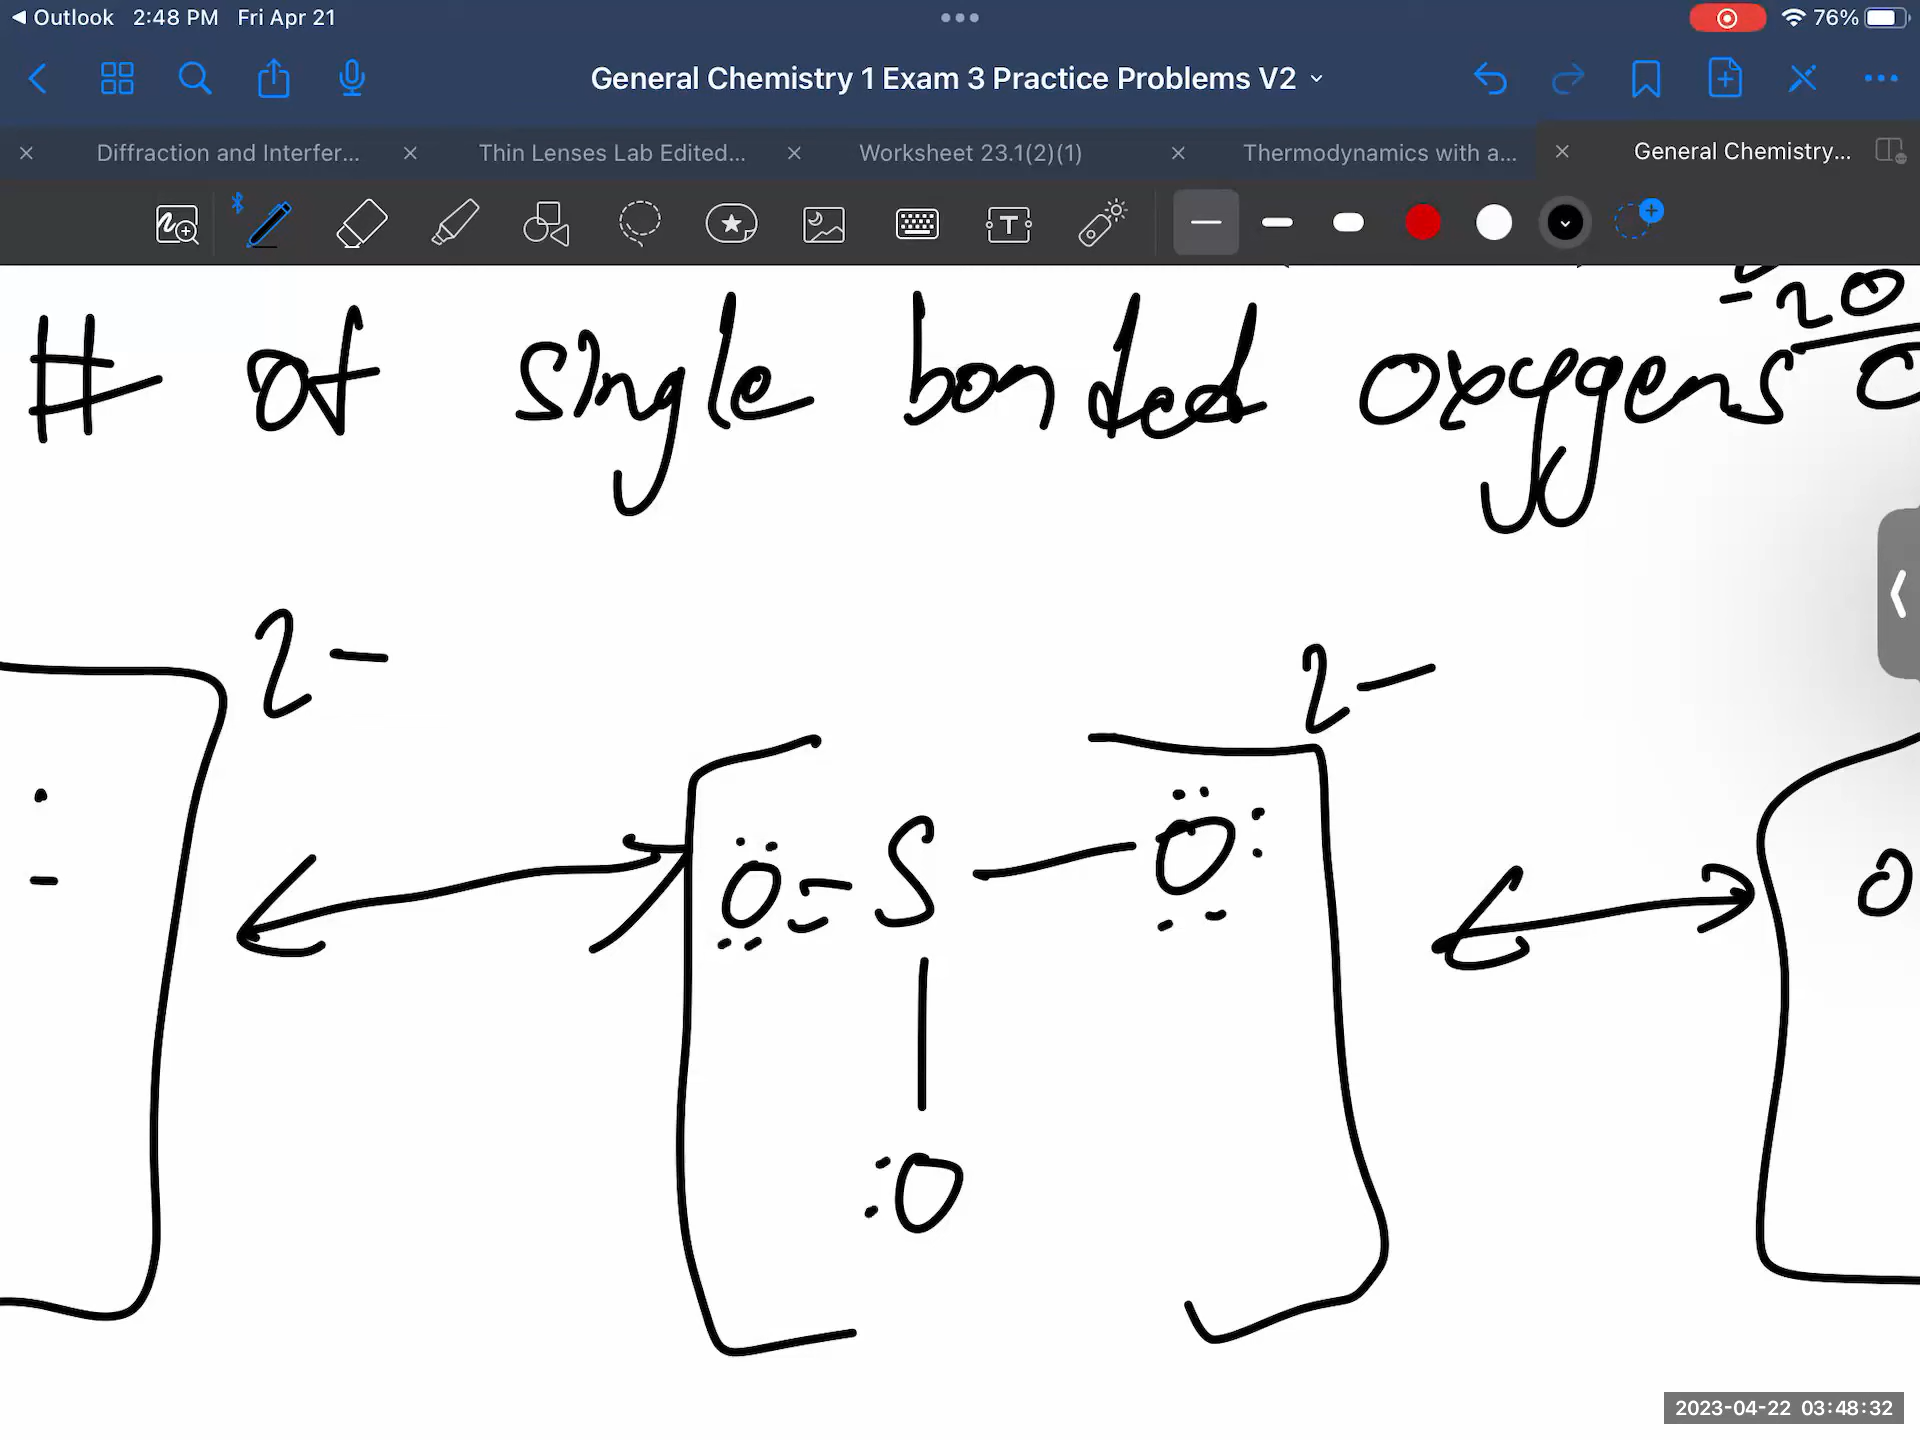 Outlook 2:48 PM Fri Apr 21 76%
General Chemistry 1 Exam 3 Practice Problems V2
Diffraction and Interfer... Thin Lenses Lab Edited... Worksheet 23.1(2)(1) Thermodynamics with a... General Chemistry...
T
20
# of single bonded oxygens
2- 2-
O = S — O O
O
2023-04-22 03:48:32